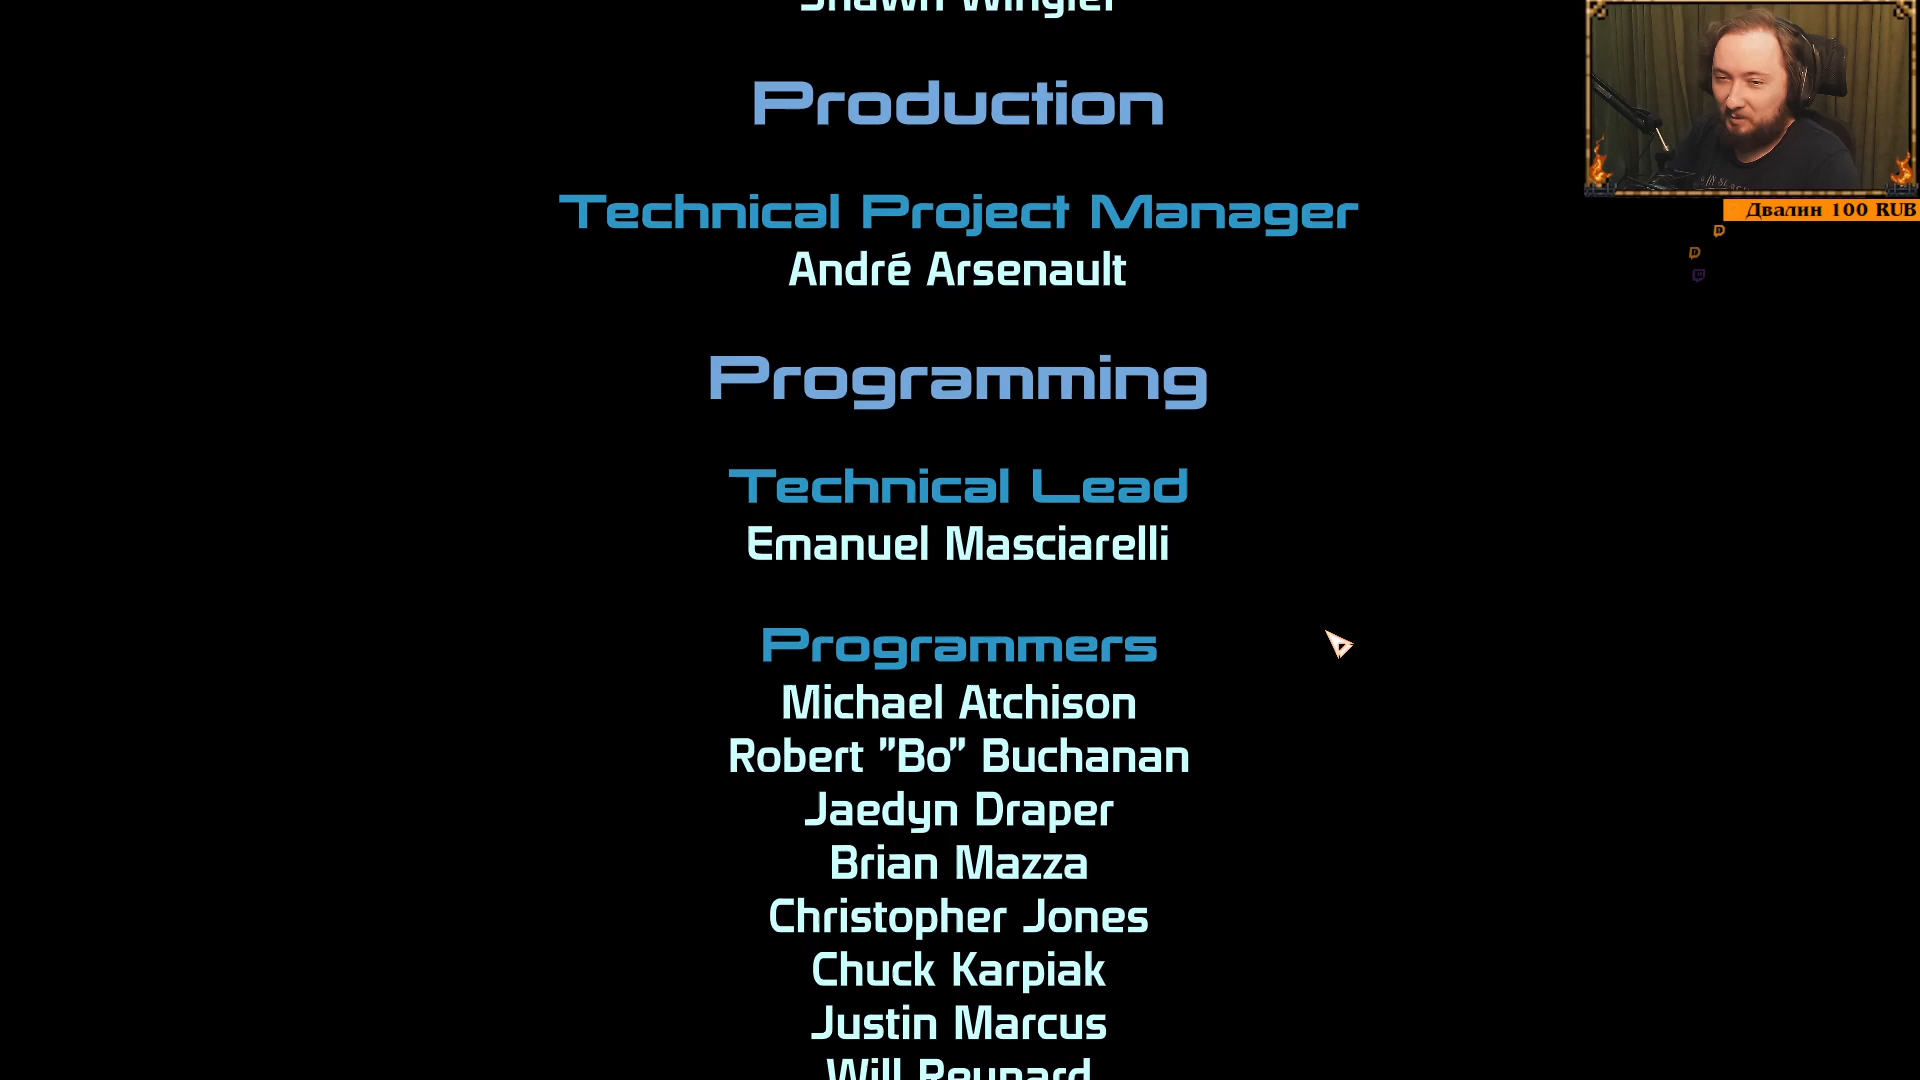 Production
Technical Project Manager
André Arsenault
Programming
Technical Lead
Emanuel Masciarelli
Programmers
Michael Atchison
Robert "Bo" Buchanan
Jaedyn Draper
Brian Mazza
Christopher Jones
Chuck Karpiak
Justin Marcus
Двалин 100 RUB